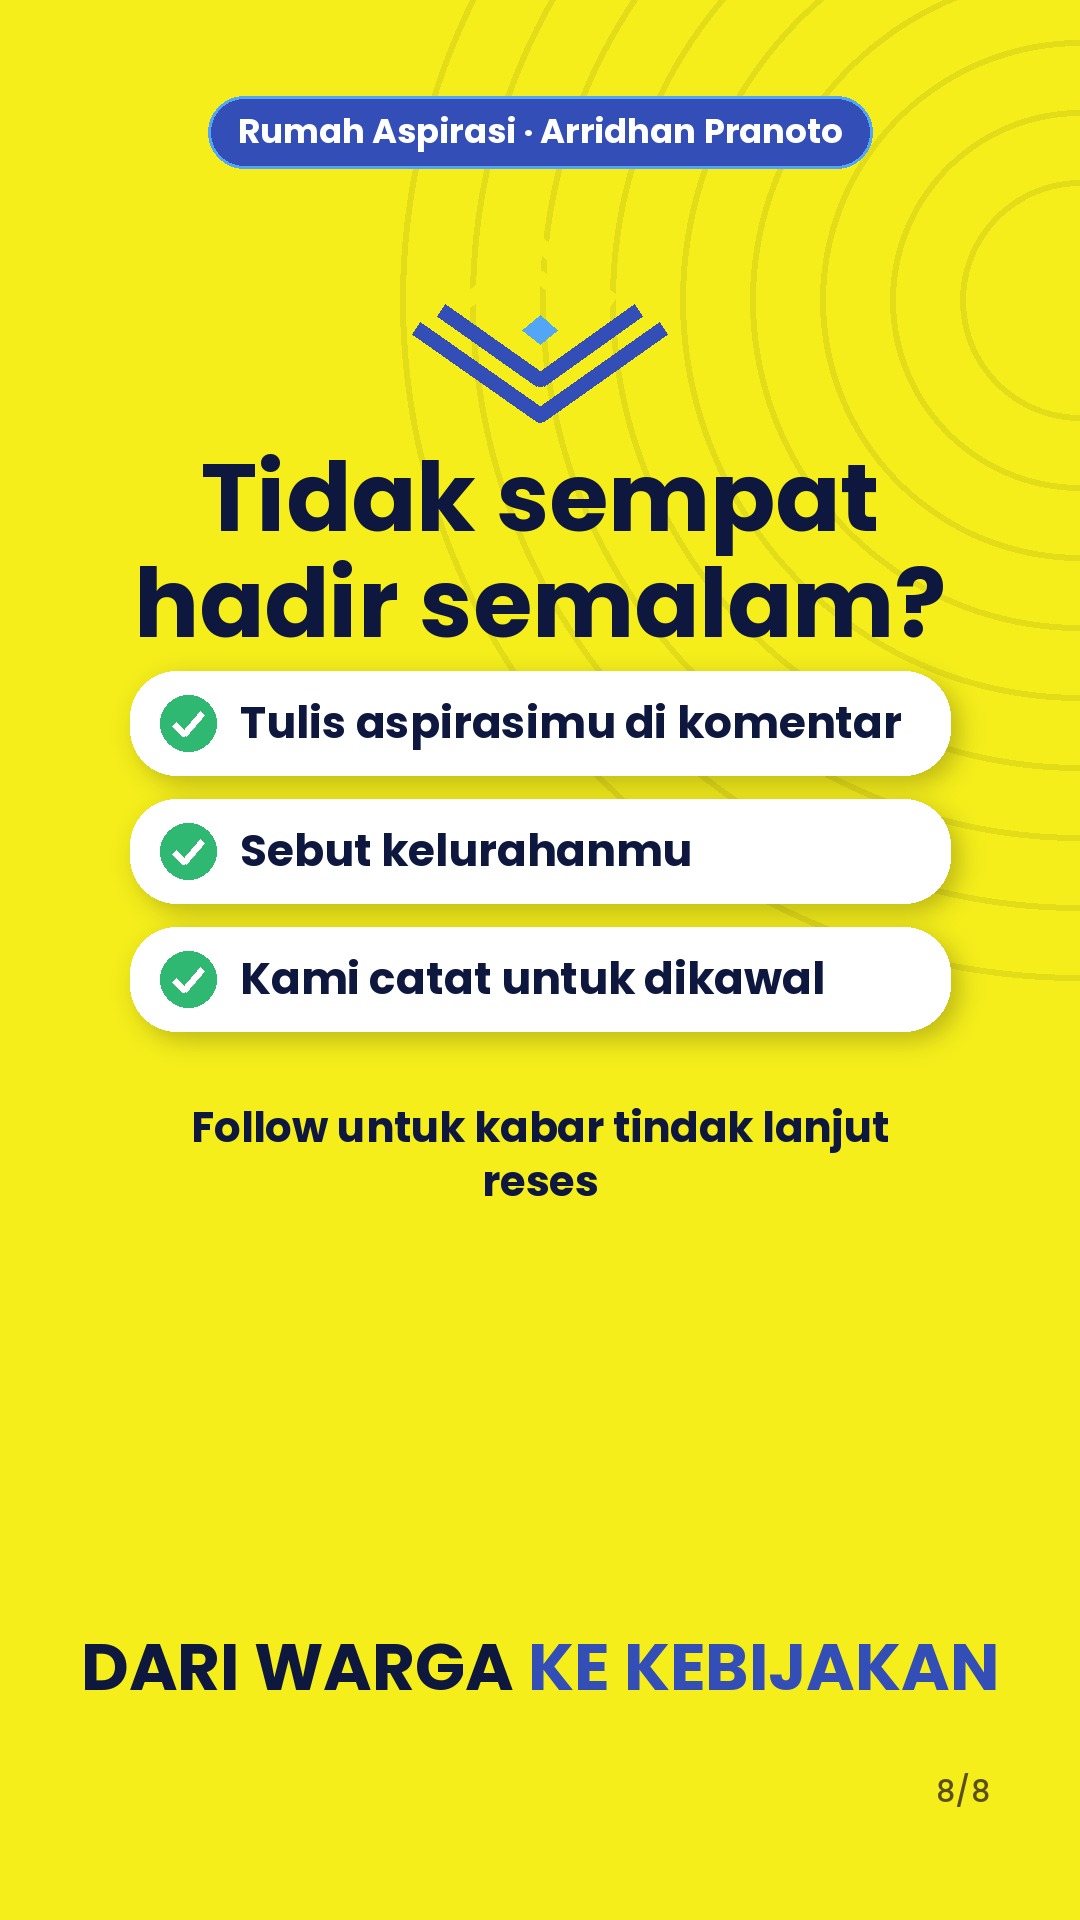 Rumah Aspirasi · Arridhan Pranoto
Tidak sempat
hadir semalam?
Tulis aspirasimu di komentar
Sebut kelurahanmu
Kami catat untuk dikawal
Follow untuk kabar tindak lanjut
reses
DARI WARGA KE KEBIJAKAN
8/8